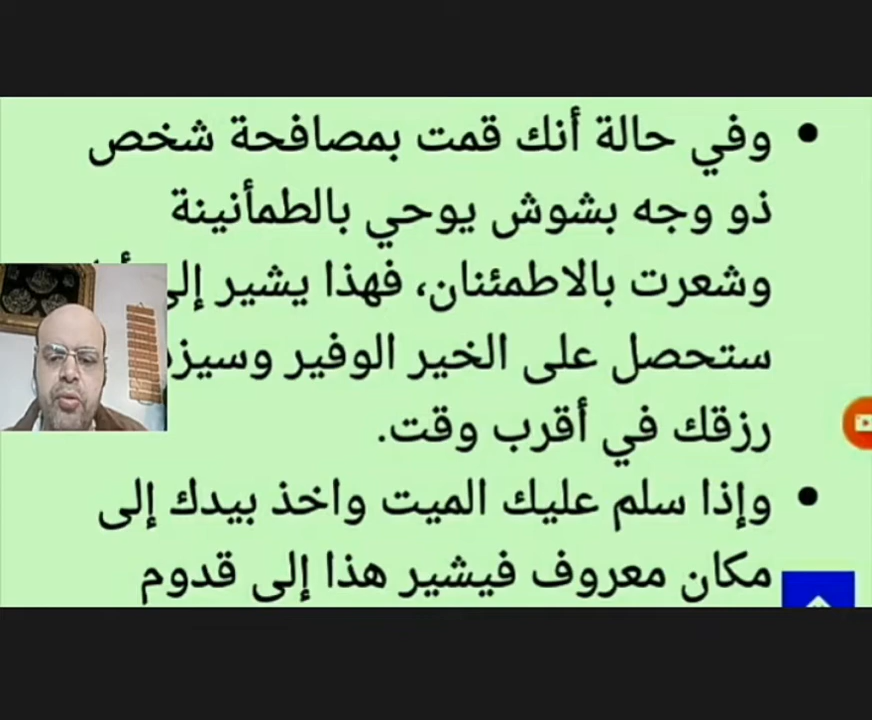 وفي حالة أنك قمت بمصافحة شخص
ذو وجه بشوش يوحي بالطمأنينة
وشعرت بالاطمئنان، فهذا يشير إلى
ستحصل على الخير الوفير
رزقك في أقرب وقت.
وإذا سلم عليك الميت واخذ بيدك إلى
مكان معروف فيشير هذا إلى قدوم